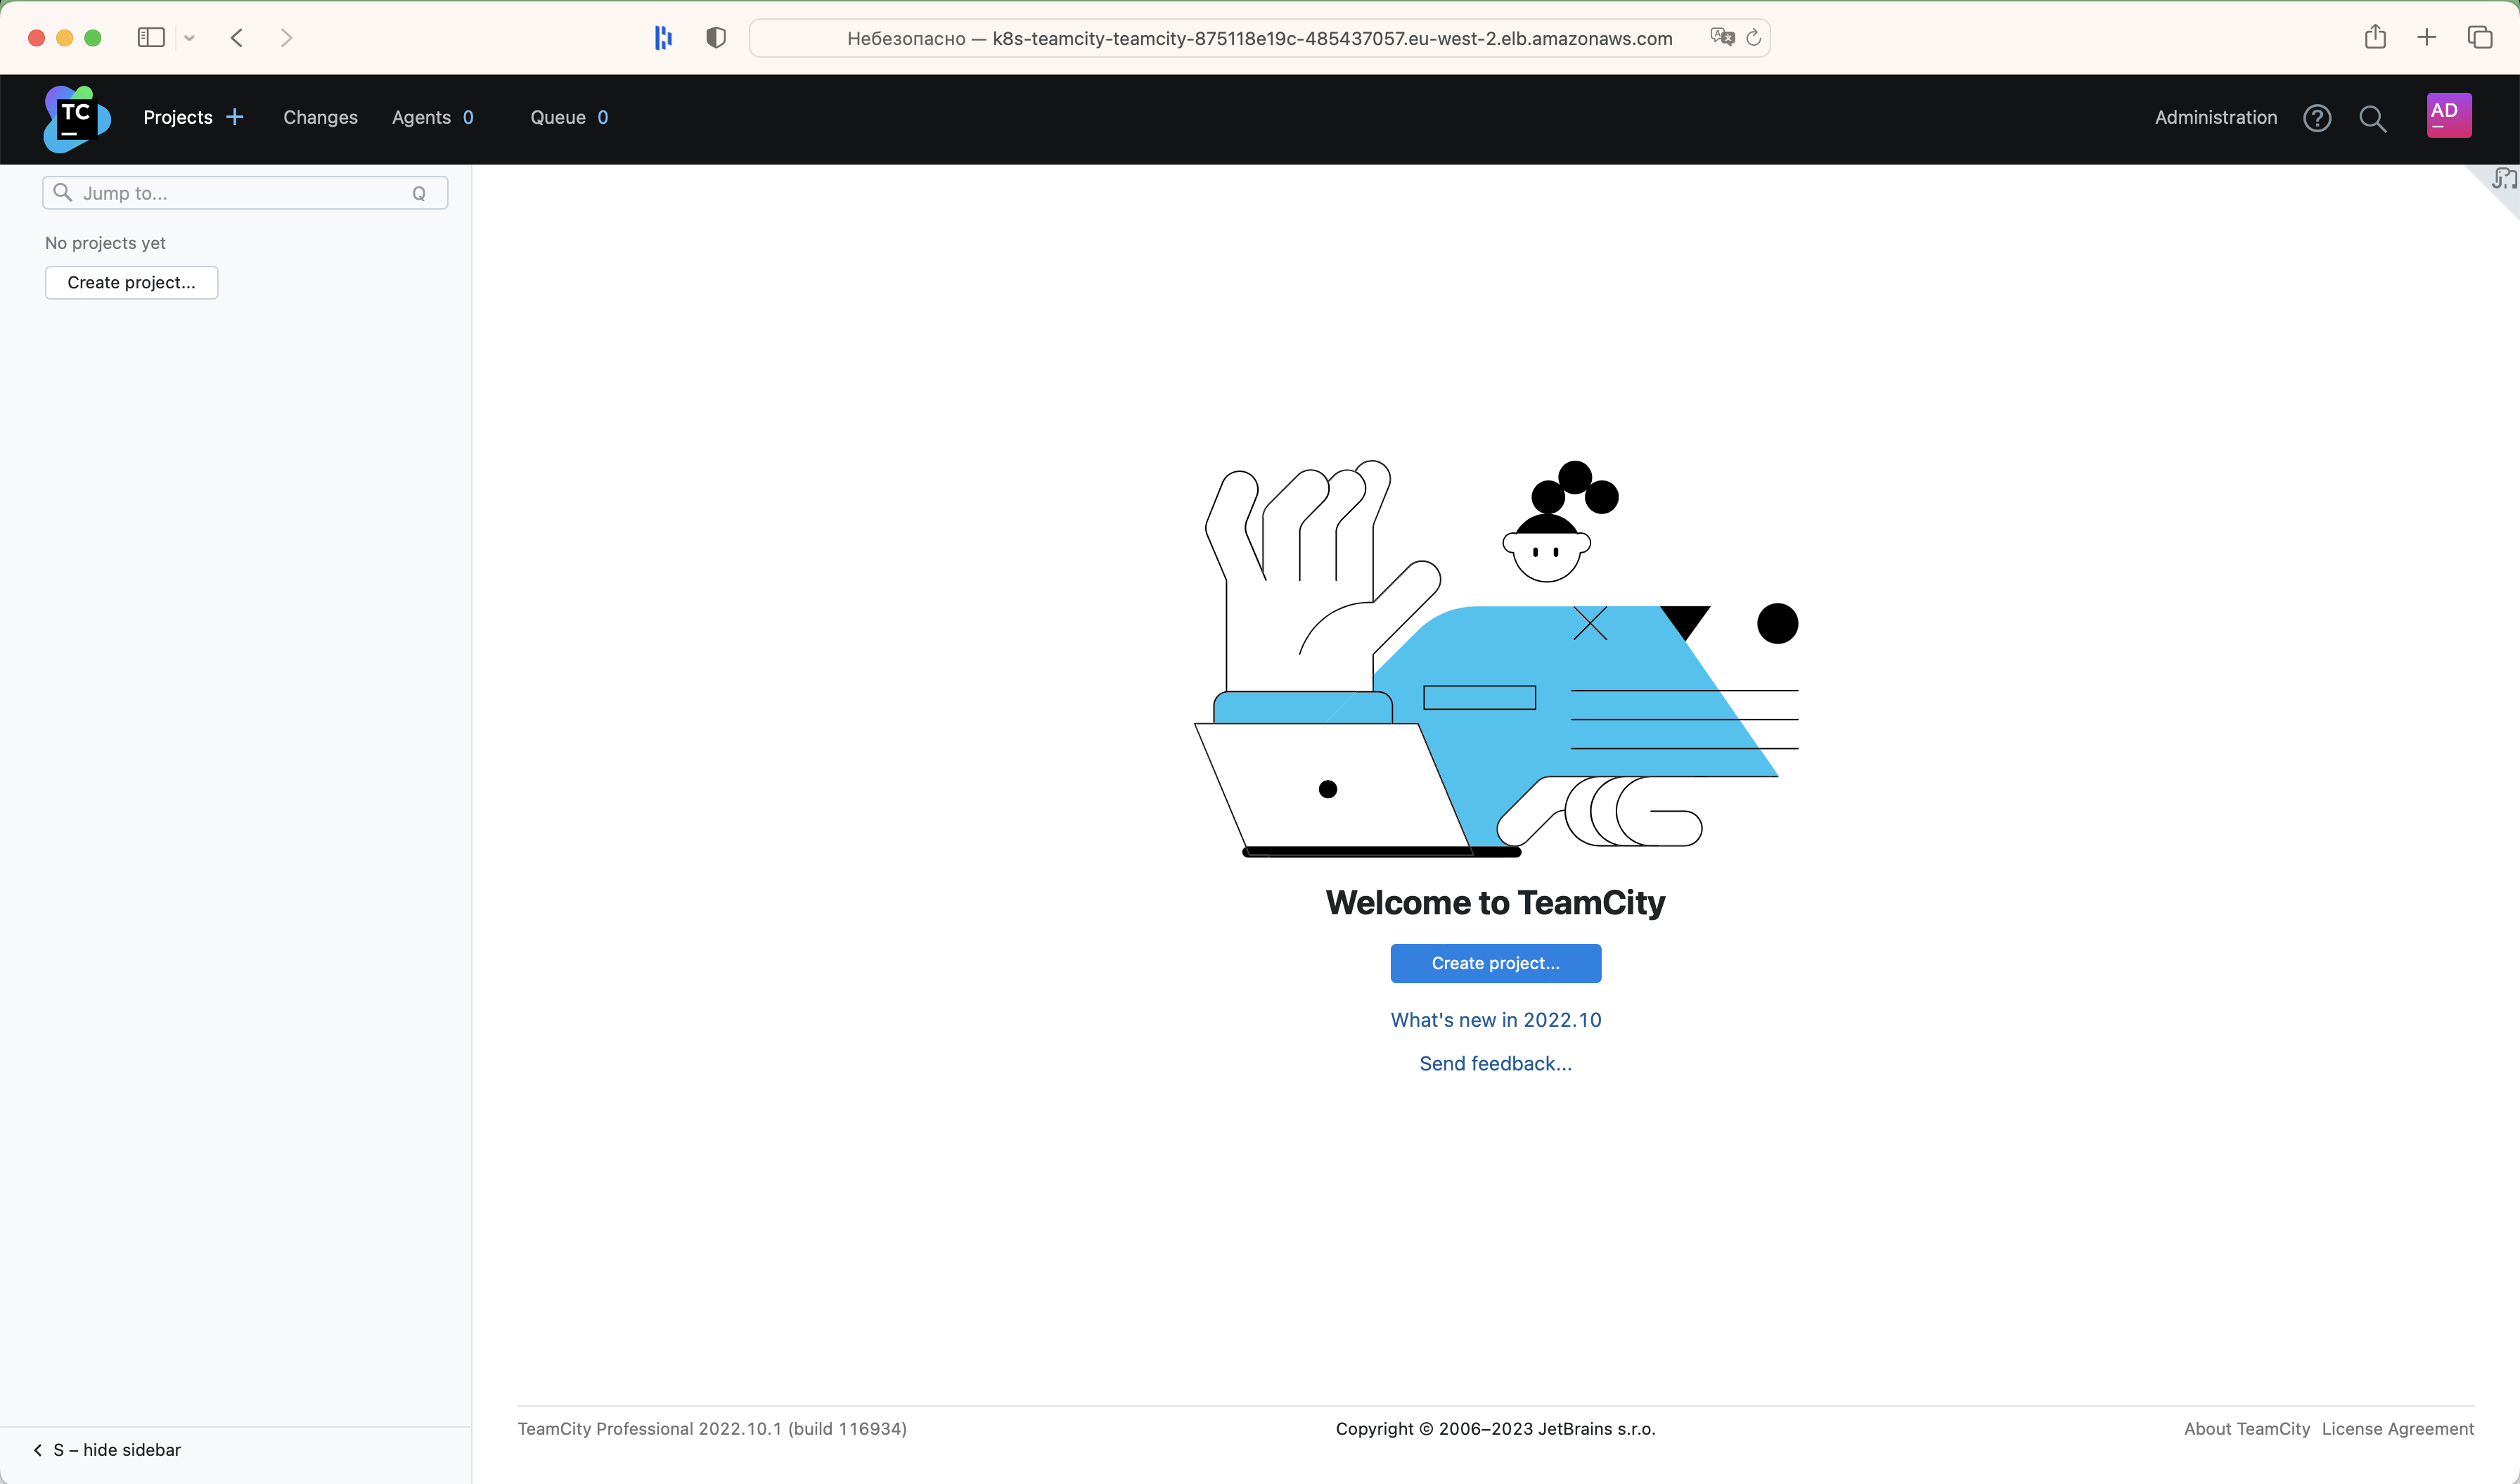 Небезопасно — k8s-teamcity-teamcity-875118e19c-485437057.eu-west-2.elb.amazonaws.com
TC
Projects + Changes Agents 0 Queue 0 Administration ? AD
Jump to... Q
No projects yet
Create project...
Welcome to TeamCity
Create project...
What's new in 2022.10
Send feedback...
TeamCity Professional 2022.10.1 (build 116934) Copyright © 2006–2023 JetBrains s.r.o. About TeamCity License Agreement
S – hide sidebar